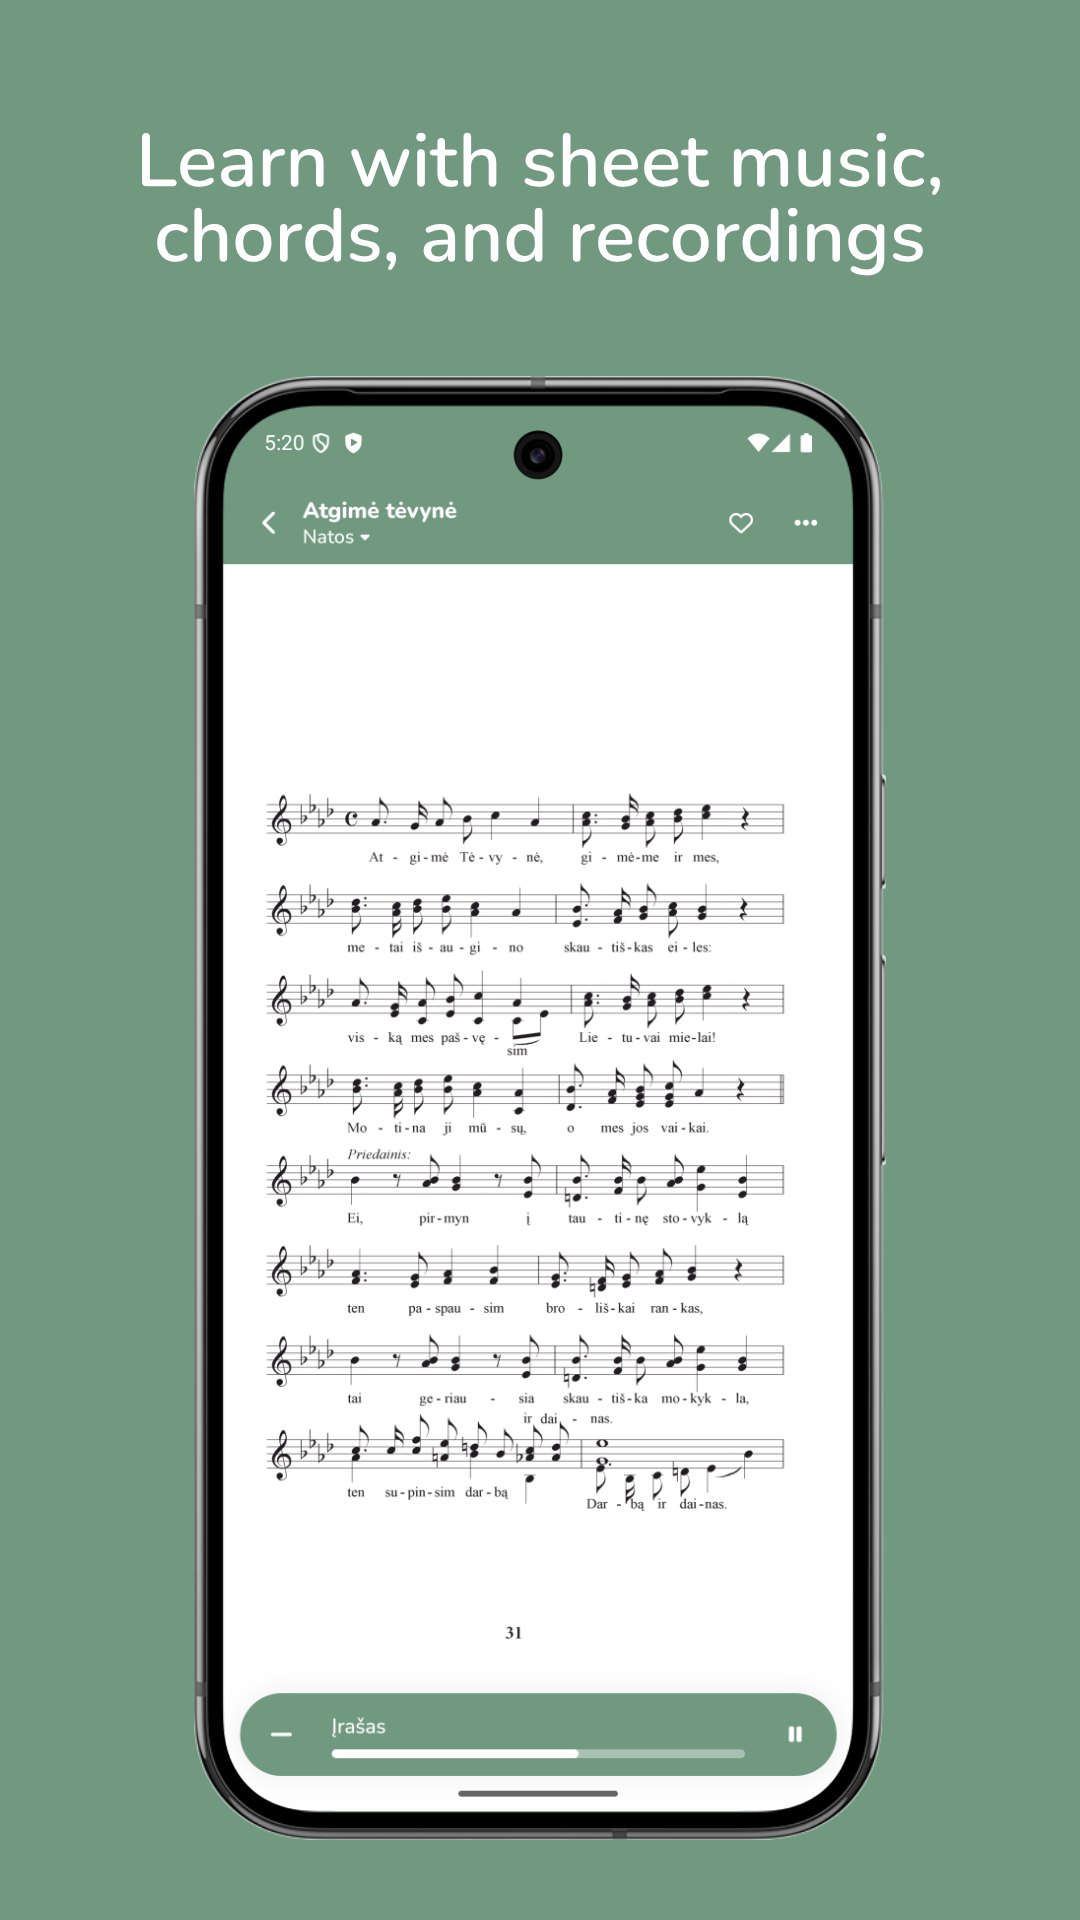 Learn with sheet music,
chords, and recordings
5:20
Atgimė tėvynė
Natos
At - gi - mė Tė - vy - nė, gi - mė - me ir mes,
me - tai iš - au - gi - no skau - tiš - kas ei - les:
vis - ką mes paš - vę - sim Lie - tu - vai mie - lai!
Mo - ti - na ji mū - sų, o mes jos vai - kai.
Priedainis:
Ei, pir - myn į tau - ti - nę sto - vyk - lą
ten pa - spau - sim bro - liš - kai ran - kas,
tai ge - riau - sia skau - tiš - ka mo - kyk - la,
ir dai - nas.
ten su - pin - sim dar - bą
Dar - bą ir dai - nas.
31
Įrašas